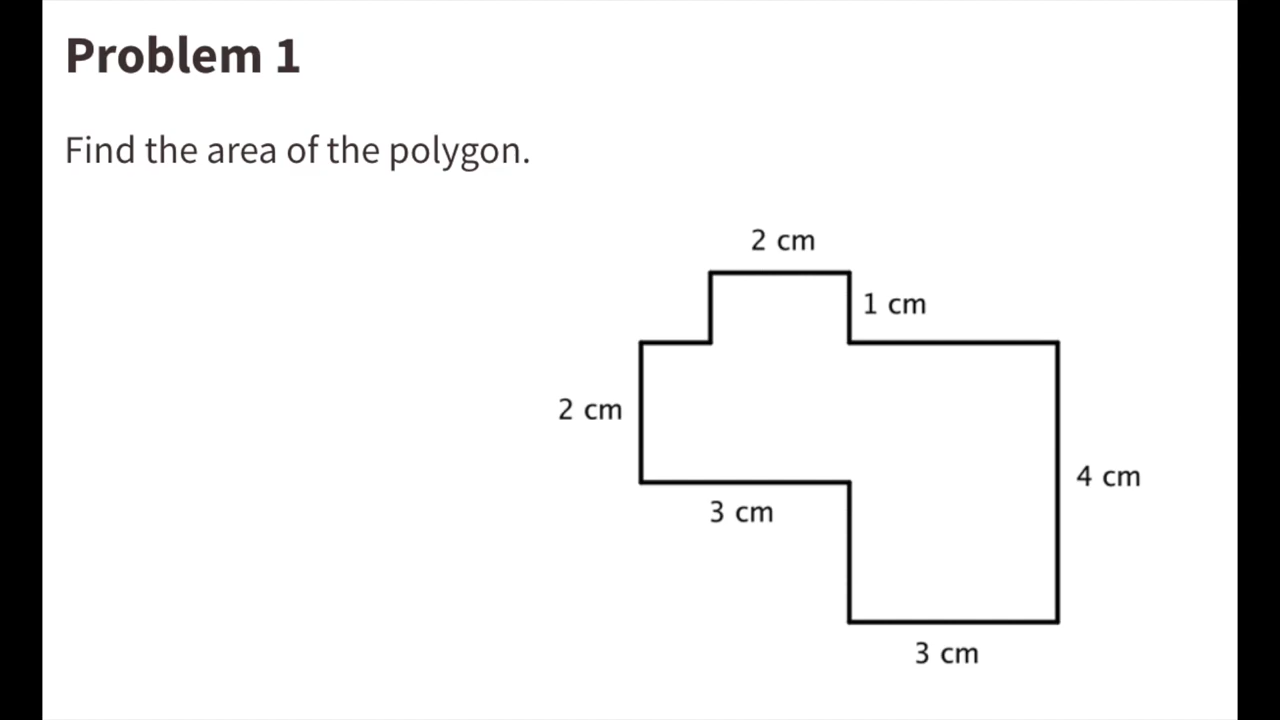 Problem 1
Find the area of the polygon.
2 cm
1 cm
2 cm
3 cm
4 cm
3 cm